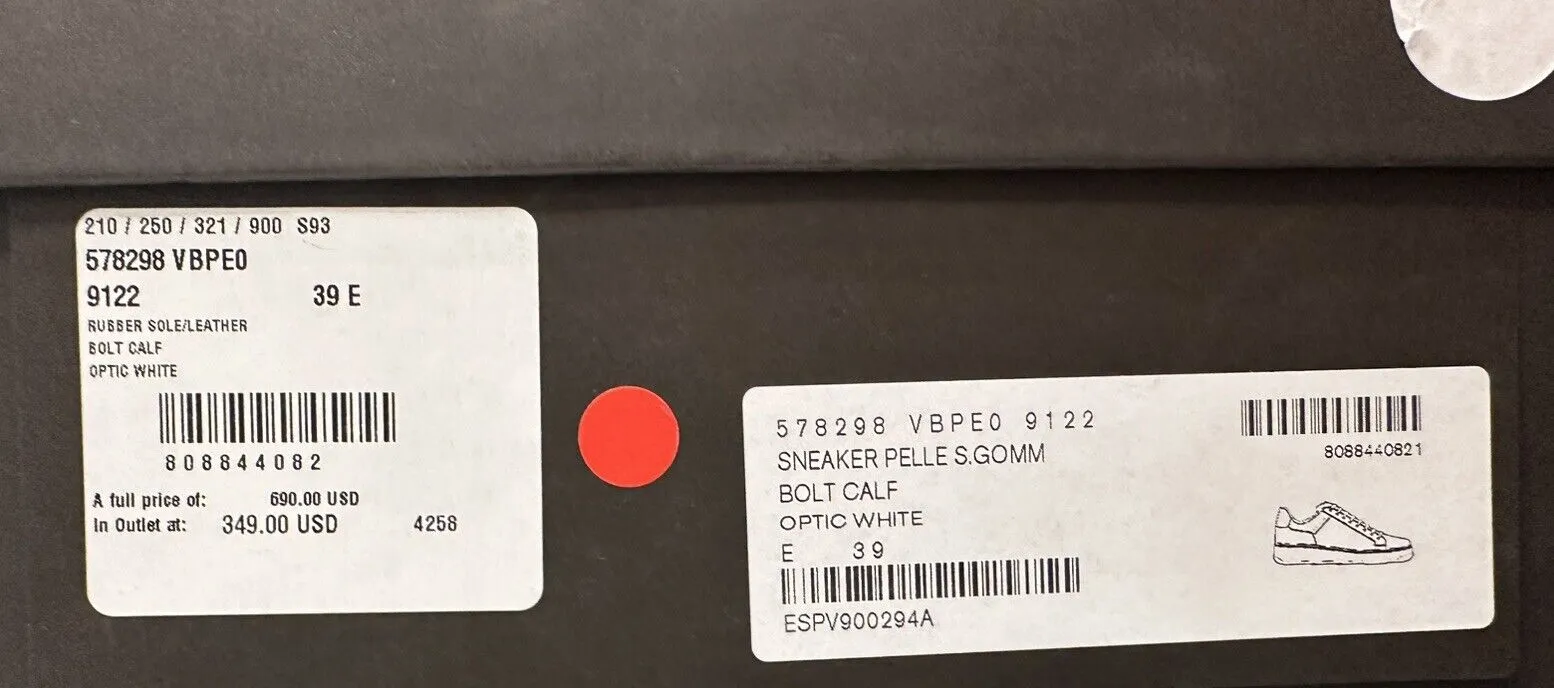 210 / 250 / 321 / 900 S93
578298 VBPE0
9122 39 E
RUBBER SOLE/LEATHER
BOLT CALF
OPTIC WHITE
808844082
A full price of: 690.00 USD
In Outlet at: 349.00 USD 4258
578298 VBPE0 9122
SNEAKER PELLE S.GOMM
BOLT CALF
OPTIC WHITE
E 39
ESPV900294A
8088440821